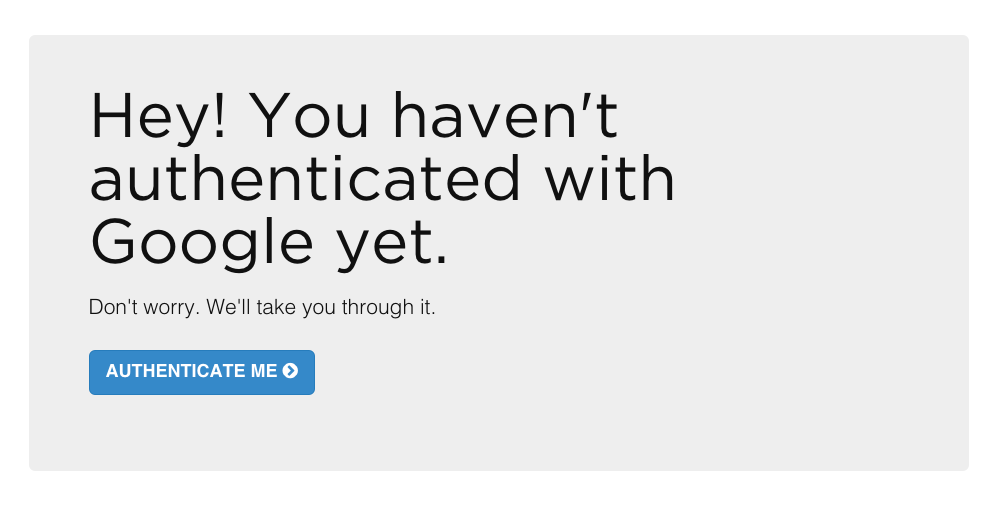 Hey! You haven't
authenticated with
Google yet.
Don't worry. We'll take you through it.
AUTHENTICATE ME